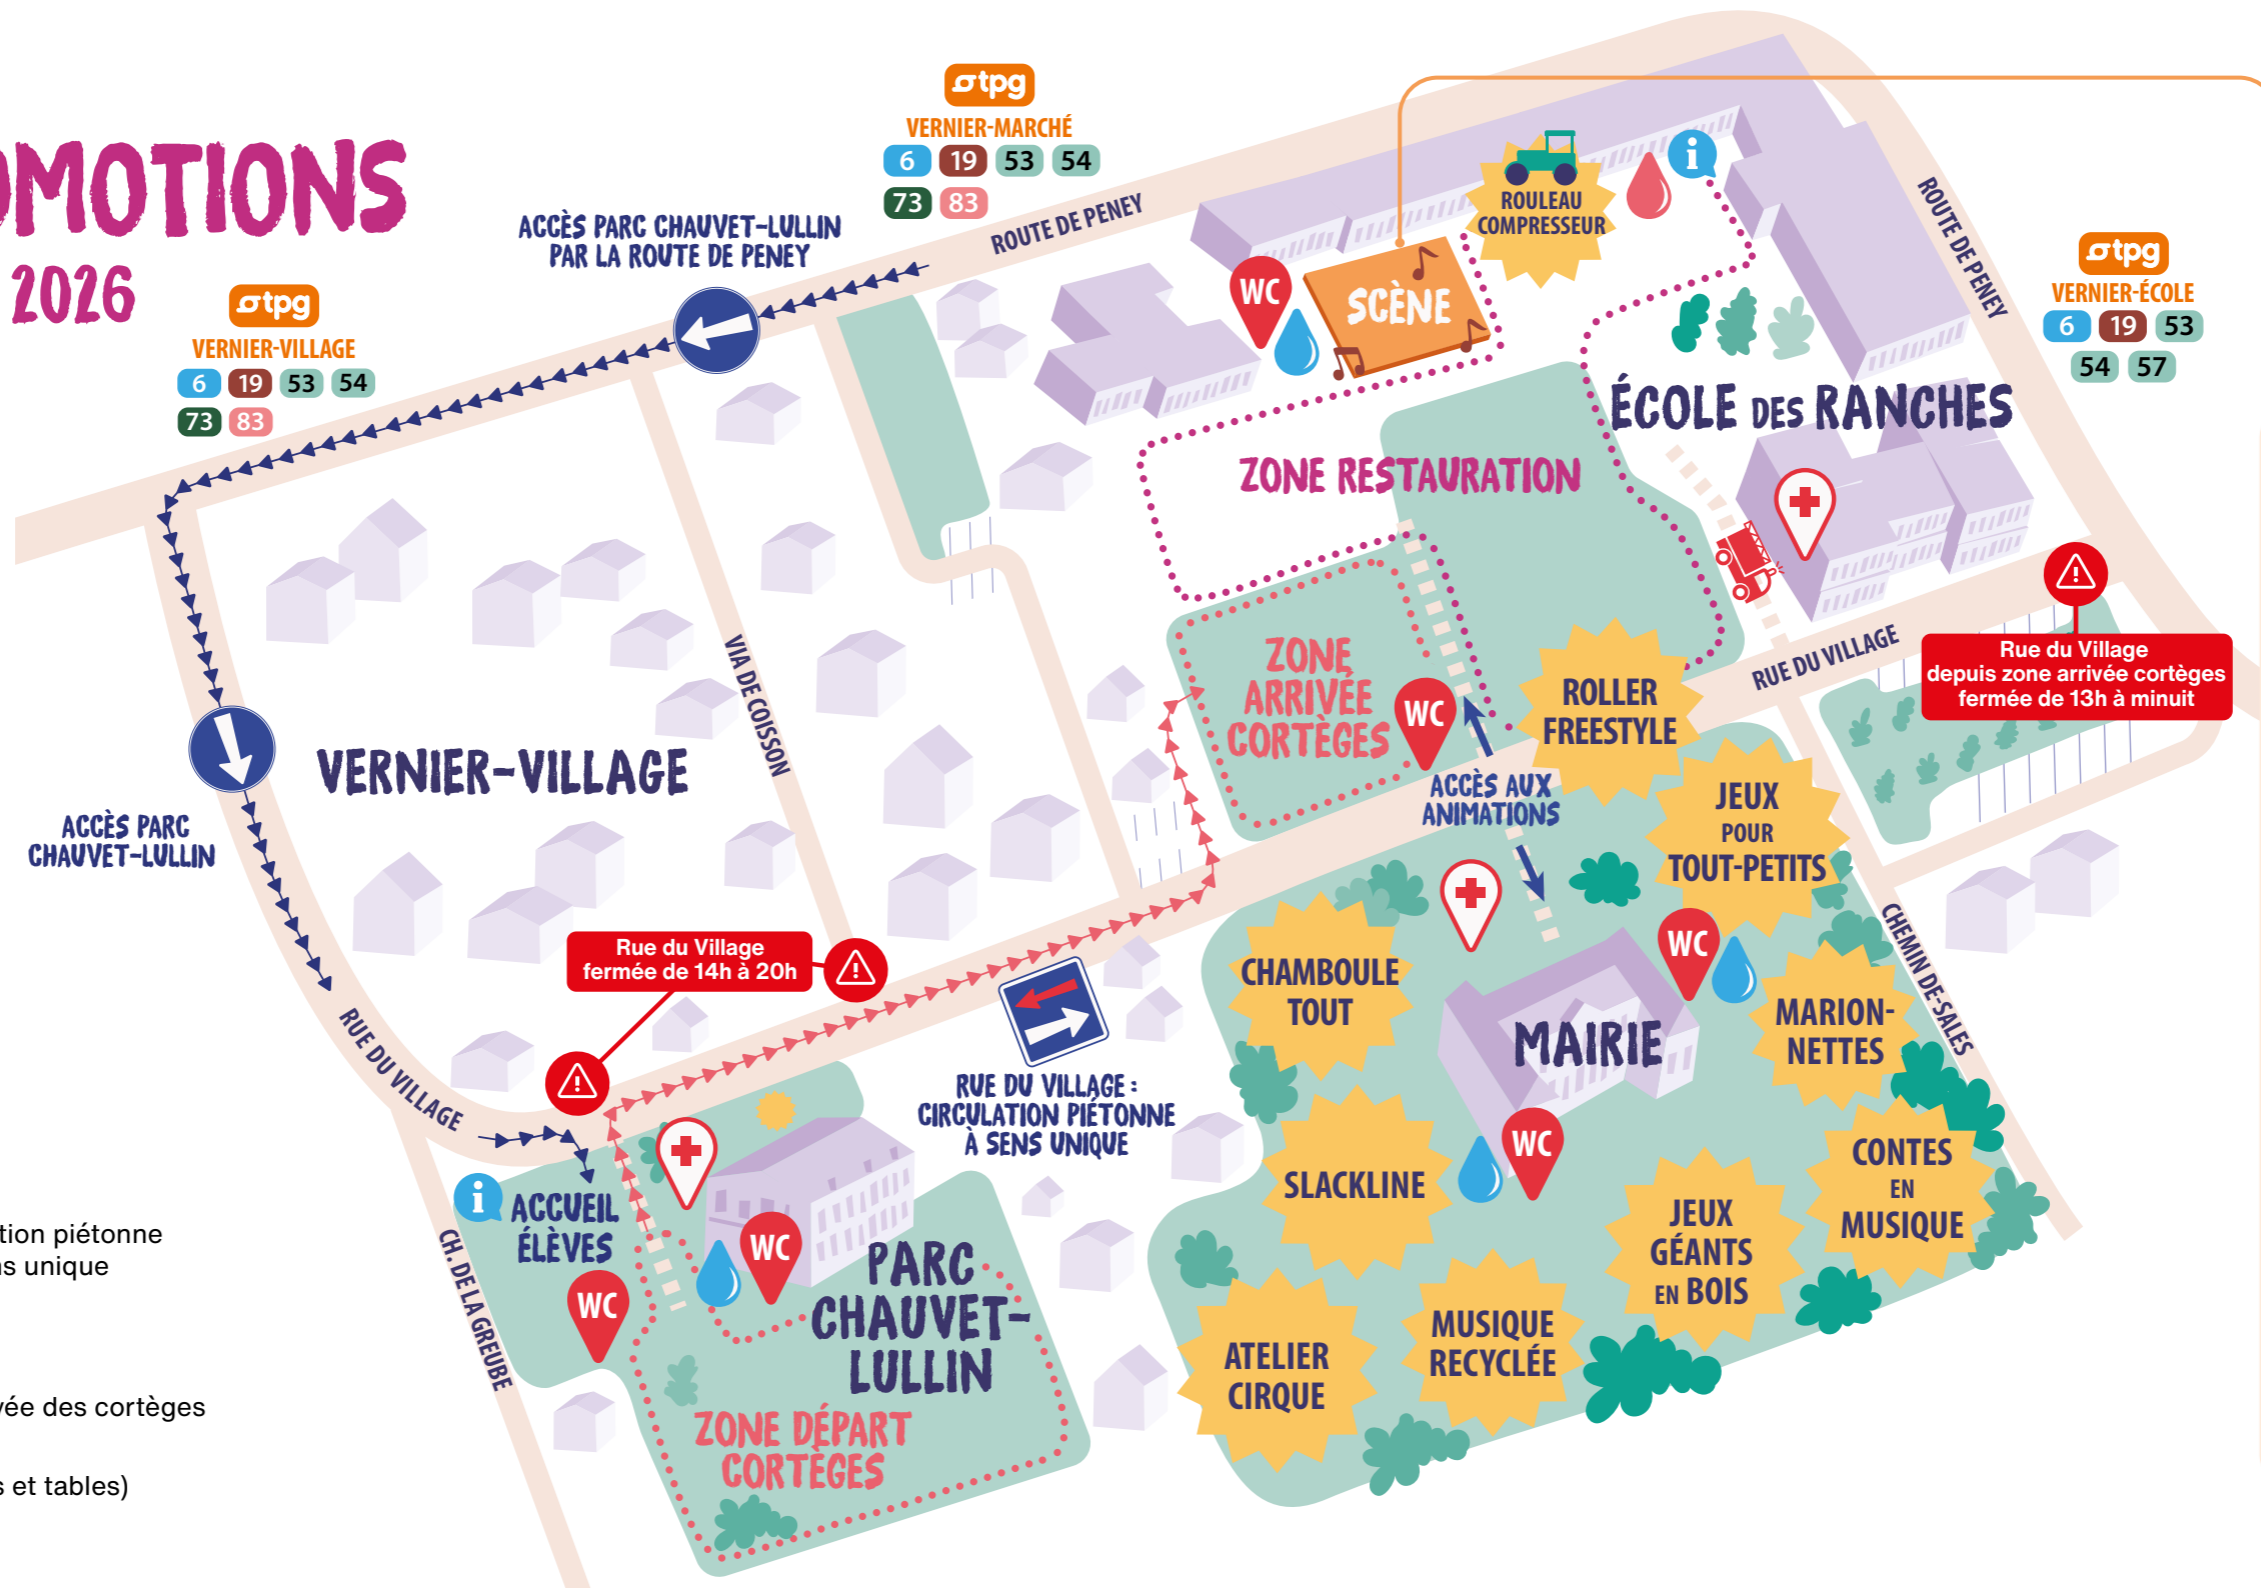 OMOTIONS
2026
tpg
VERNIER-VILLAGE
6 19 53 54
73 83
tpg
VERNIER-MARCHÉ
6 19 53 54
73 83
ACCÈS PARC CHAUVET-LULLIN
PAR LA ROUTE DE PENEY
ROUTE DE PENEY
ROULEAU
COMPRESSEUR
i
ROUTE DE PENEY
tpg
VERNIER-ÉCOLE
6 19 53
54 57
WC
SCÈNE
ÉCOLE DES RANCHES
ZONE RESTAURATION
Rue du Village
depuis zone arrivée cortèges
fermée de 13h à minuit
RUE DU VILLAGE
ZONE
ARRIVÉE
CORTÈGES
WC
ROLLER
FREESTYLE
VIA DE COISSON
VERNIER-VILLAGE
ACCÈS PARC
CHAUVET-LULLIN
ACCÈS AUX
ANIMATIONS
JEUX
POUR
TOUT-PETITS
CHEMIN DE-SALES
Rue du Village
fermée de 14h à 20h
CHAMBOULE
TOUT
WC
MARION-
NETTES
MAIRIE
RUE DU VILLAGE
RUE DU VILLAGE :
CIRCULATION PIÉTONNE
À SENS UNIQUE
SLACKLINE
WC
CONTES
EN
MUSIQUE
i
ACCUEIL
ÉLÈVES
WC
WC
PARC
CHAUVET-
LULLIN
CH. DE LA GREUBE
JEUX
GÉANTS
EN BOIS
ATELIER
CIRQUE
MUSIQUE
RECYCLÉE
ZONE DÉPART
CORTÈGES
tion piétonne
ns unique
vée des cortèges
s et tables)